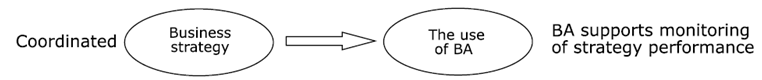 Coordinated
Business
strategy
The use
of BA
BA supports monitoring
of strategy performance